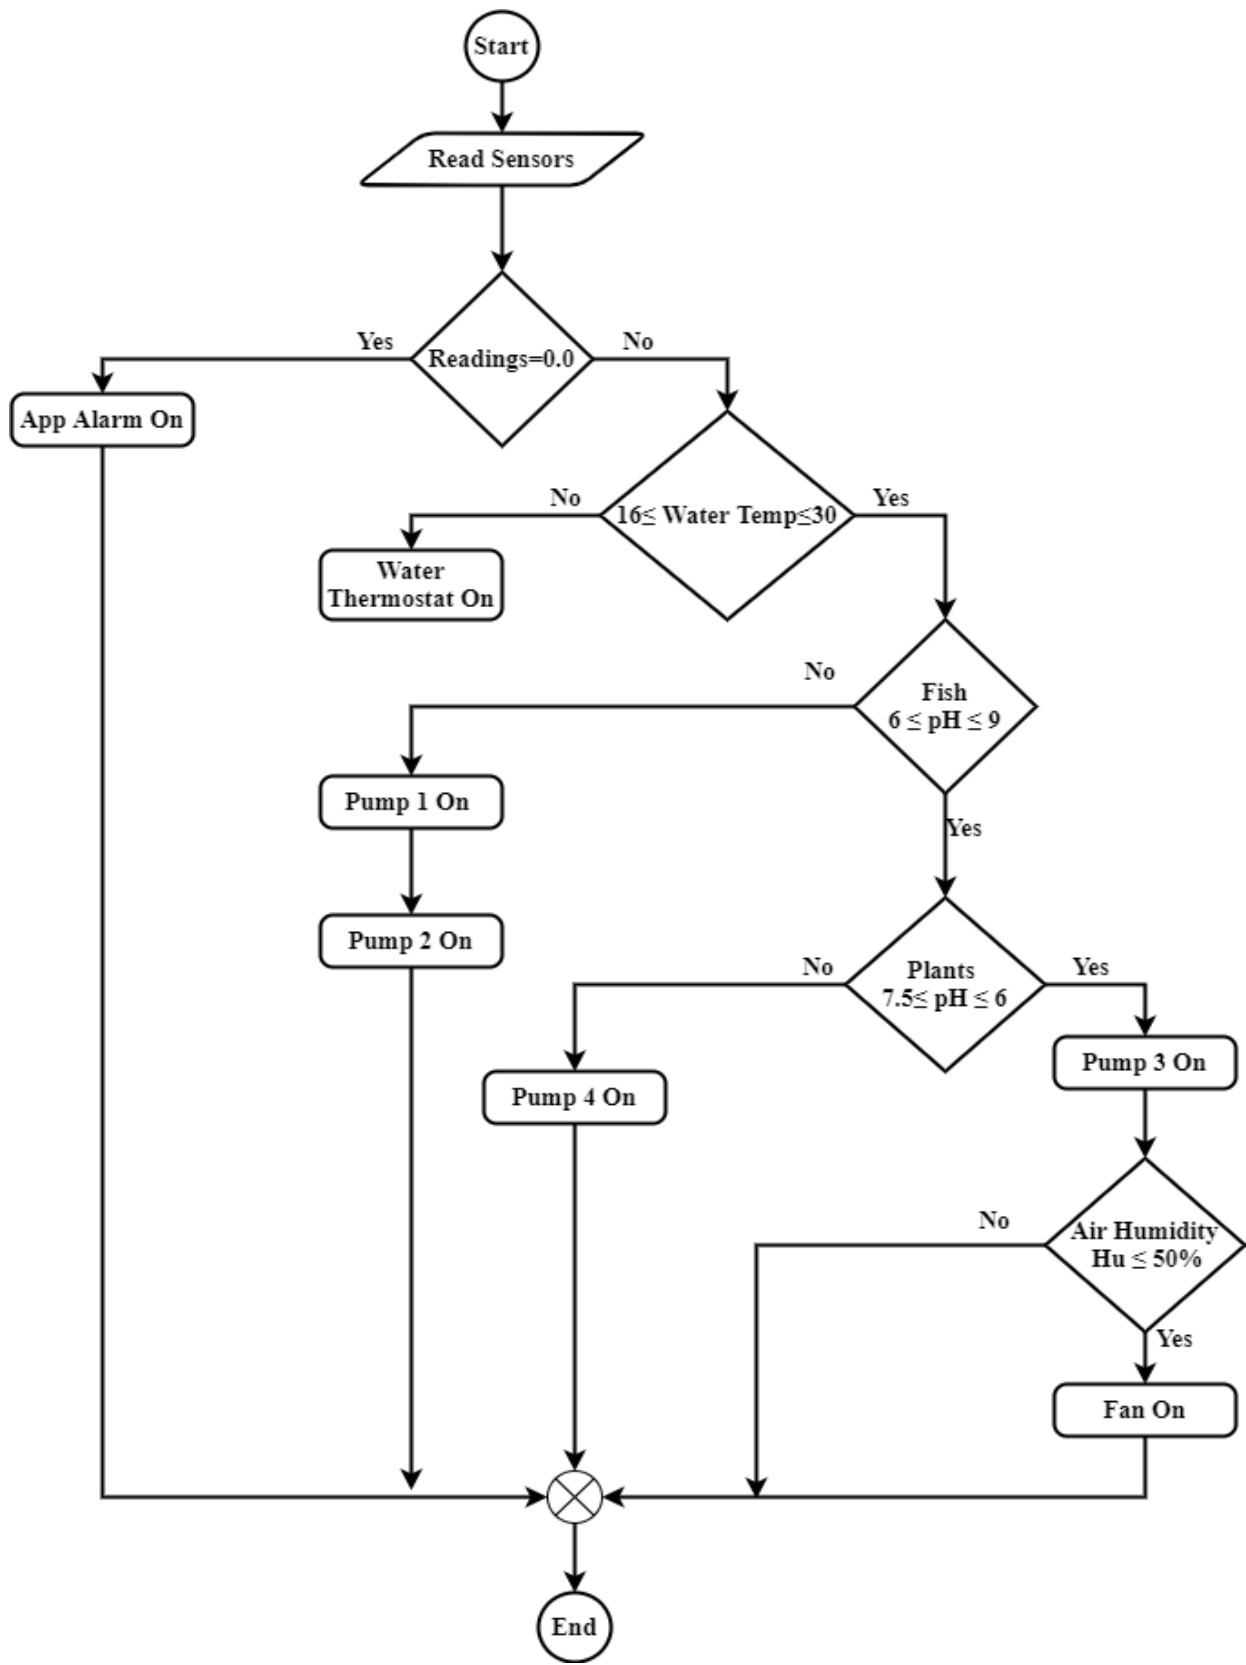 Start
Read Sensors
Yes
Readings=0.0
No
App Alarm On
No
16≤ Water Temp≤30
Yes
Water
Thermostat On
No
Fish
6 ≤ pH ≤ 9
Pump 1 On
Yes
Pump 2 On
No
Plants
7.5≤ pH ≤ 6
Yes
Pump 3 On
Pump 4 On
No
Air Humidity
Hu ≤ 50%
Yes
Fan On
End